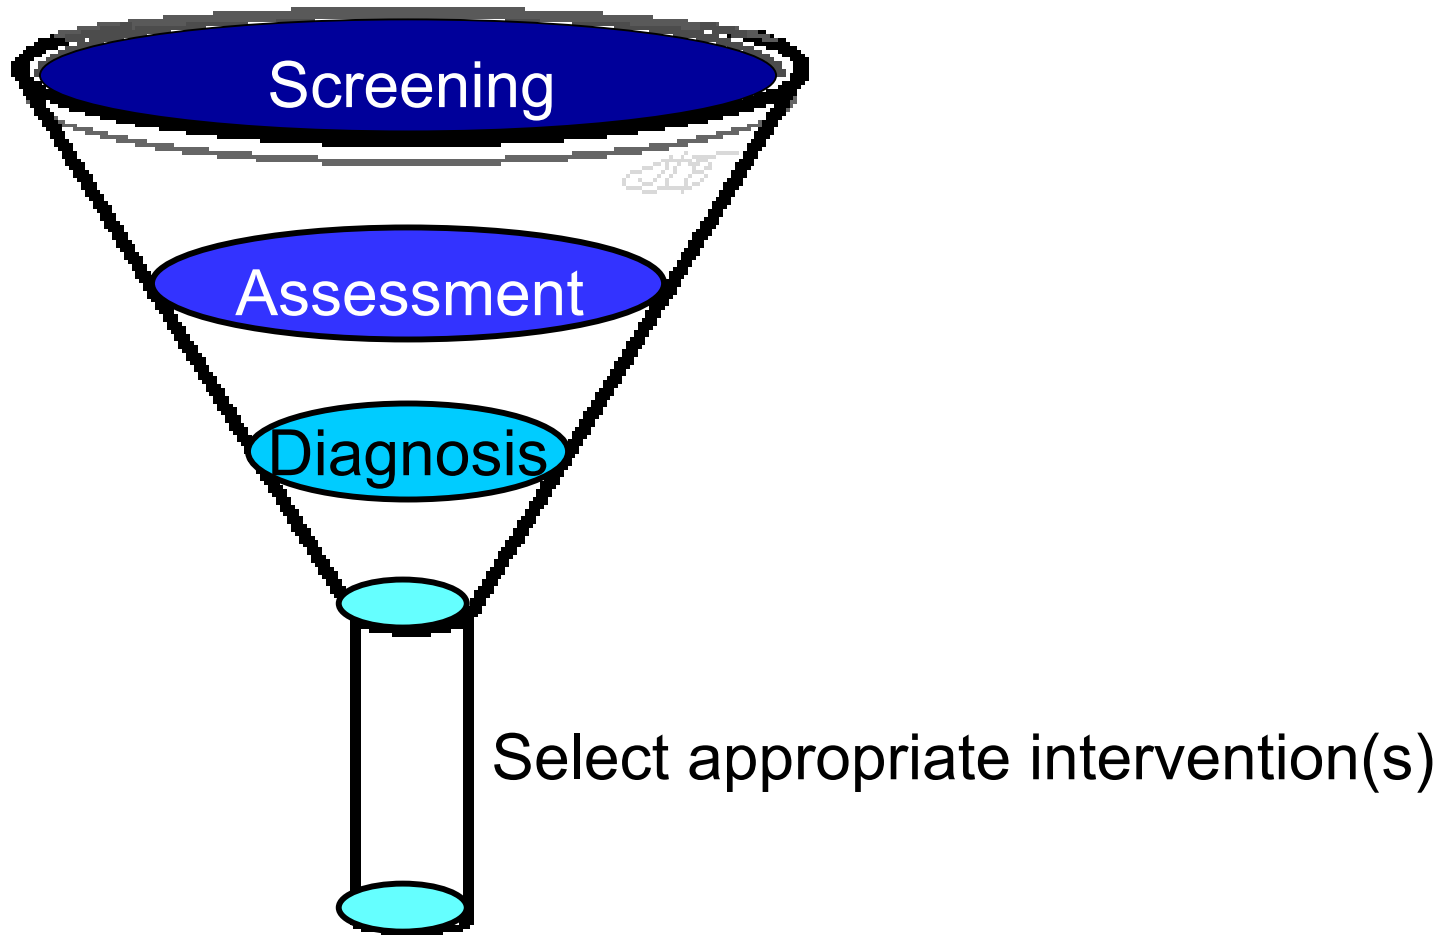 Screening
Assessment
Diagnosis
Select appropriate intervention(s)